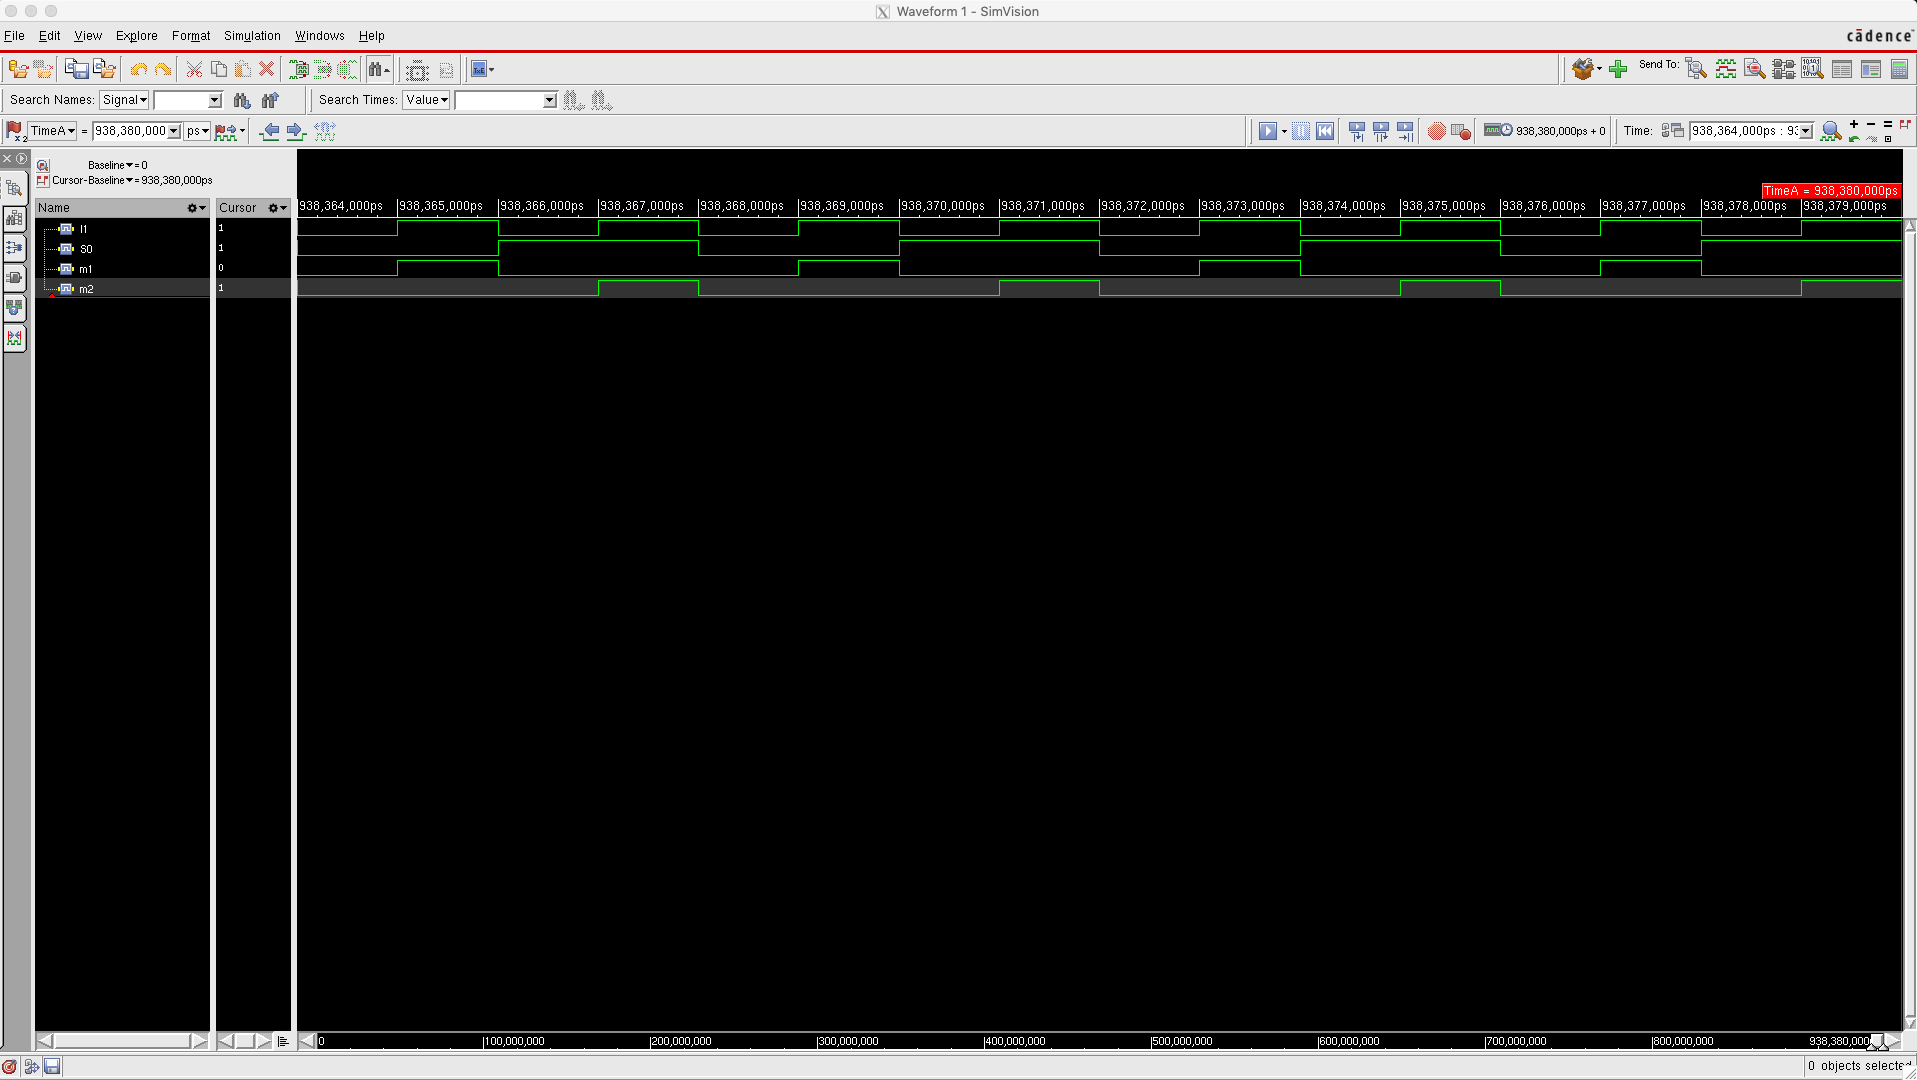 Waveform 1 - SimVision
File Edit View Explore Format Simulation Windows Help
cādence
Send To:
Search Names: Signal Search Times: Value
x2 TimeA = 938,380,000 ps 938,380,000ps + 0 Time: 938,364,000ps : 93
Baseline = 0
Cursor-Baseline = 938,380,000ps
TimeA = 938,380,000ps
Name Cursor 938,364,000ps 938,365,000ps 938,366,000ps 938,367,000ps 938,368,000ps 938,369,000ps 938,370,000ps 938,371,000ps 938,372,000ps 938,373,000ps 938,374,000ps 938,375,000ps 938,376,000ps 938,377,000ps 938,378,000ps 938,379,000ps
I1 1
S0 1
m1 0
m2 1
0 100,000,000 200,000,000 300,000,000 400,000,000 500,000,000 600,000,000 700,000,000 800,000,000 938,380,000
0 objects selected